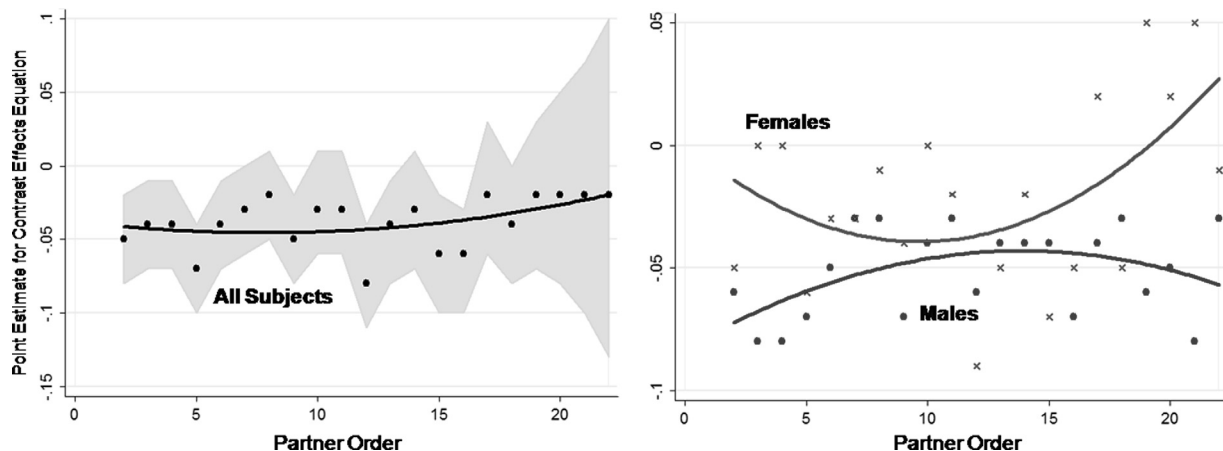 Point Estimate for Contrast Effects Equation
.1
.05
0
-.05
-.1
-.15
All Subjects
0 5 10 15 20
Partner Order
.05
0
-.05
-.1
Females
Males
0 5 10 15 20
Partner Order